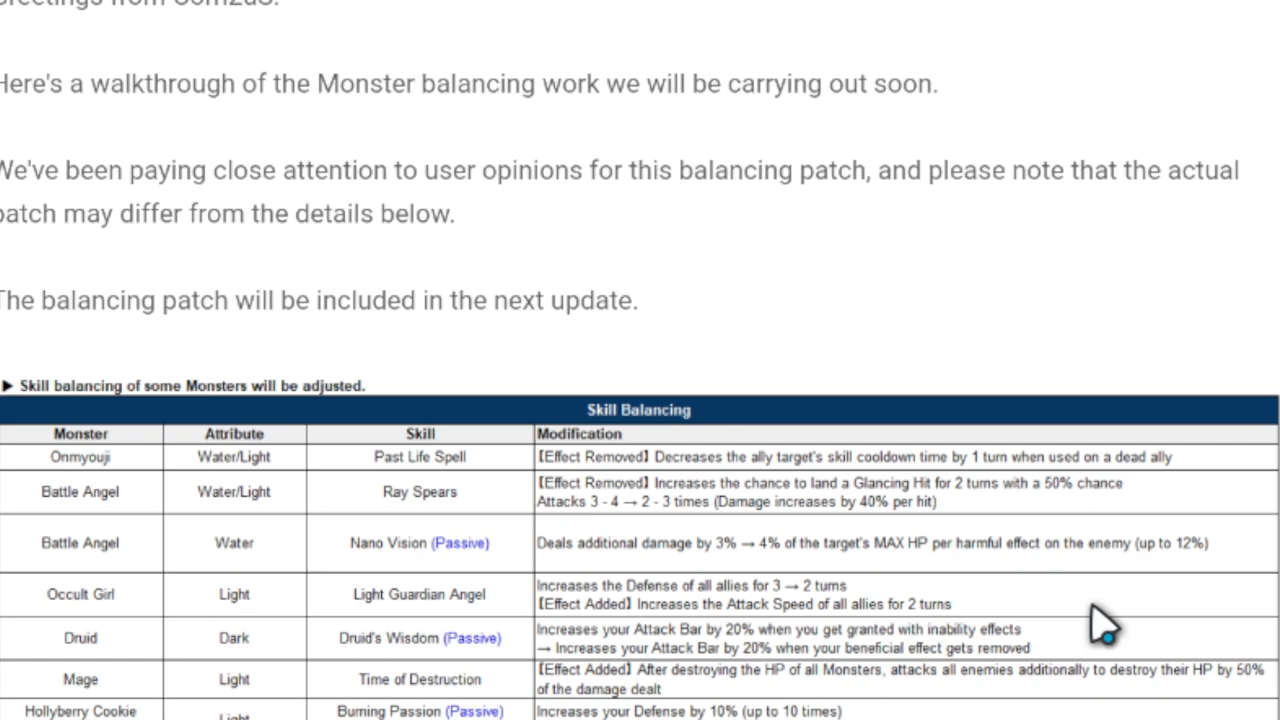 Greetings from Com2uS.
Here's a walkthrough of the Monster balancing work we will be carrying out soon.
We've been paying close attention to user opinions for this balancing patch, and please note that the actual
patch may differ from the details below.
The balancing patch will be included in the next update.
▶ Skill balancing of some Monsters will be adjusted.
Skill Balancing
Monster Attribute Skill Modification
Onmyouji Water/Light Past Life Spell 【Effect Removed】 Decreases the ally target's skill cooldown time by 1 turn when used on a dead ally
Battle Angel Water/Light Ray Spears 【Effect Removed】 Increases the chance to land a Glancing Hit for 2 turns with a 50% chance
Attacks 3 - 4 → 2 - 3 times (Damage increases by 40% per hit)
Battle Angel Water Nano Vision (Passive) Deals additional damage by 3% → 4% of the target's MAX HP per harmful effect on the enemy (up to 12%)
Occult Girl Light Light Guardian Angel Increases the Defense of all allies for 3 → 2 turns
【Effect Added】 Increases the Attack Speed of all allies for 2 turns
Druid Dark Druid's Wisdom (Passive) Increases your Attack Bar by 20% when you get granted with inability effects
→ Increases your Attack Bar by 20% when your beneficial effect gets removed
Mage Light Time of Destruction 【Effect Added】 After destroying the HP of all Monsters, attacks all enemies additionally to destroy their HP by 50%
of the damage dealt
Hollyberry Cookie Light Burning Passion (Passive) Increases your Defense by 10% (up to 10 times)